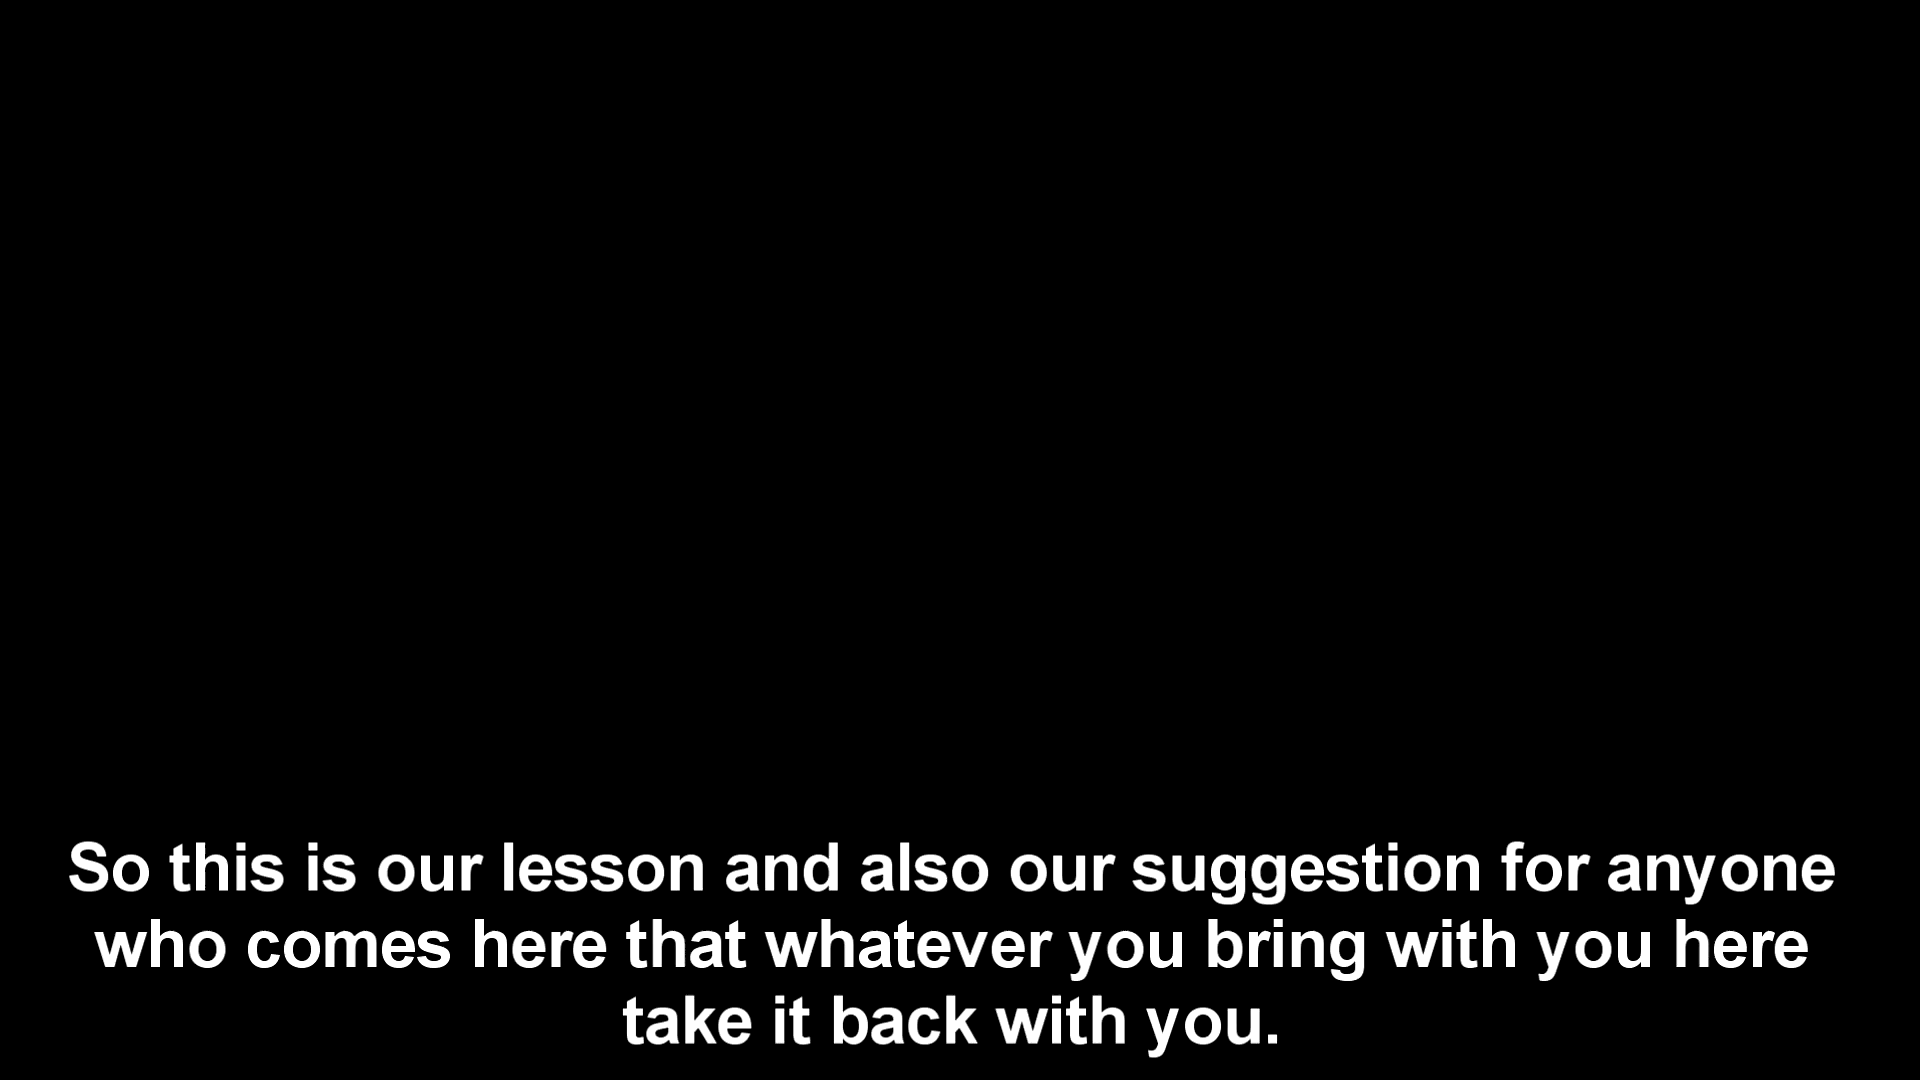 So this is our lesson and also our suggestion for anyone
who comes here that whatever you bring with you here
take it back with you.